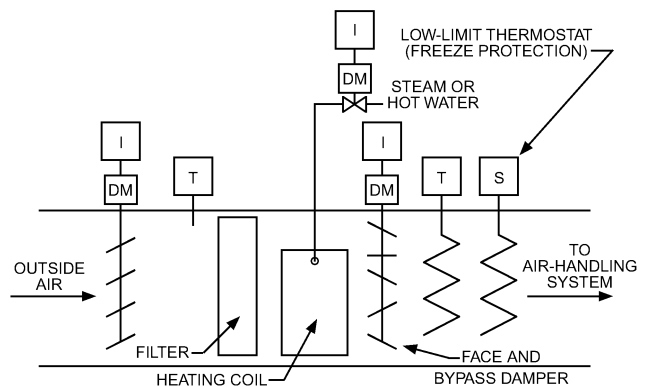 I
LOW-LIMIT THERMOSTAT
(FREEZE PROTECTION)
DM
STEAM OR
HOT WATER
I
I
T
T
S
DM
DM
OUTSIDE
AIR
TO
AIR-HANDLING
SYSTEM
FILTER
FACE AND
BYPASS DAMPER
HEATING COIL